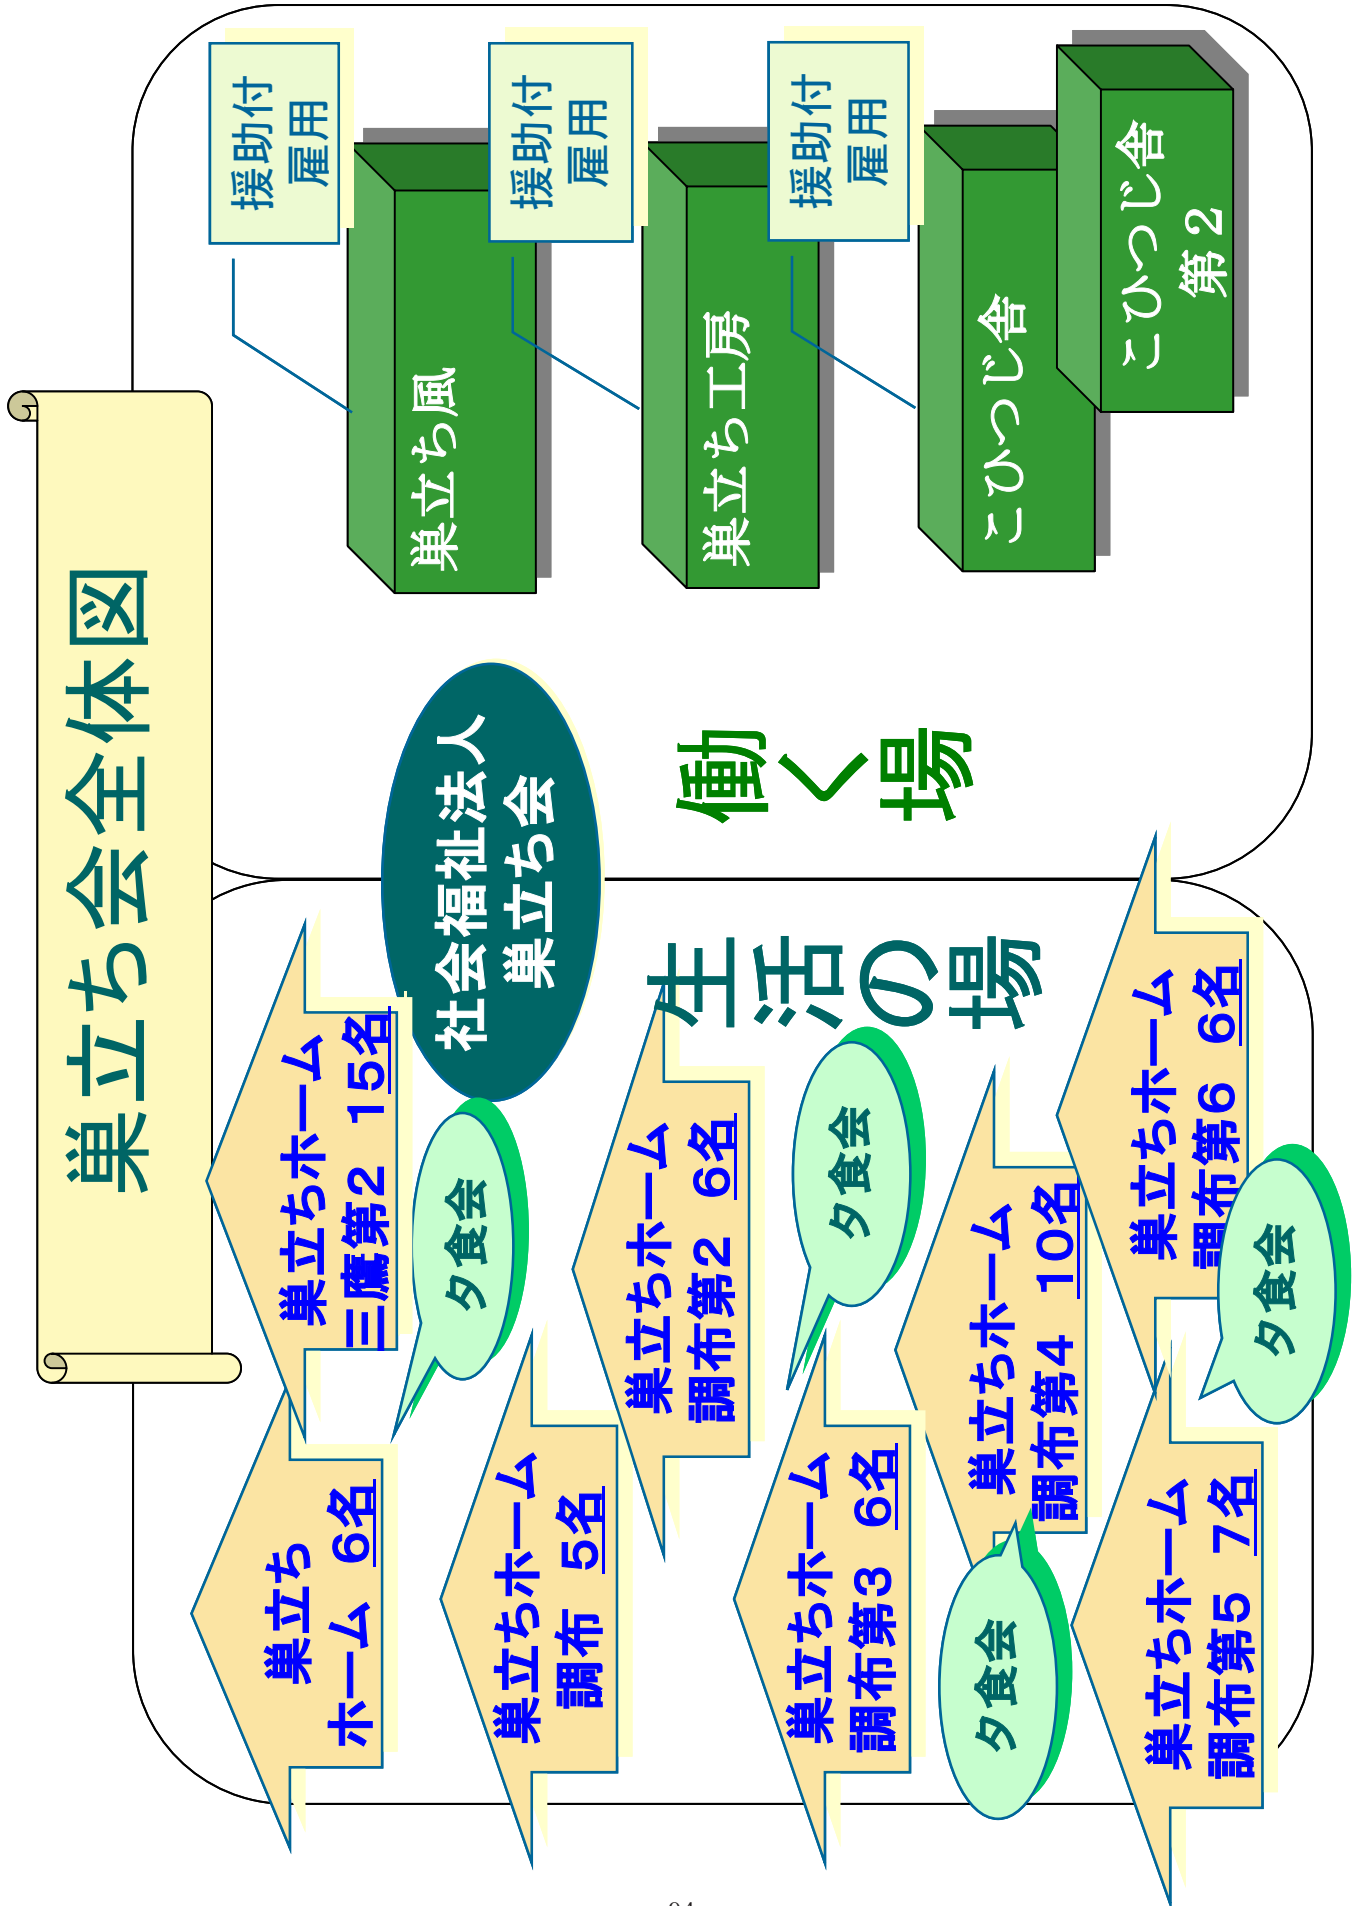 巣立ち会全体図
社会福祉法人
巣立ち会
生活の場
働く場
巣立ち
ホーム 6名
巣立ちホーム
三鷹第2 15名
夕食会
巣立ちホーム
調布 5名
巣立ちホーム
調布第2 6名
夕食会
巣立ちホーム
調布第3 6名
巣立ちホーム
調布第4 10名
夕食会
巣立ちホーム
調布第5 7名
巣立ちホーム
調布第6 6名
夕食会
援助付
雇用
巣立ち風
援助付
雇用
巣立ち工房
援助付
雇用
こひつじ舎
こひつじ舎
第2